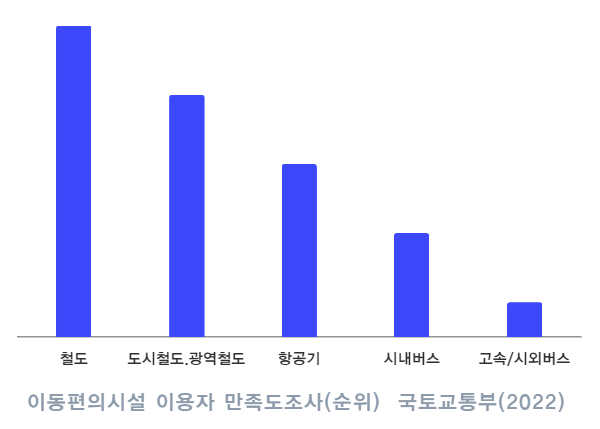 철도 도시철도.광역철도 항공기 시내버스 고속/시외버스
이동편의시설 이용자 만족도조사(순위) 국토교통부(2022)